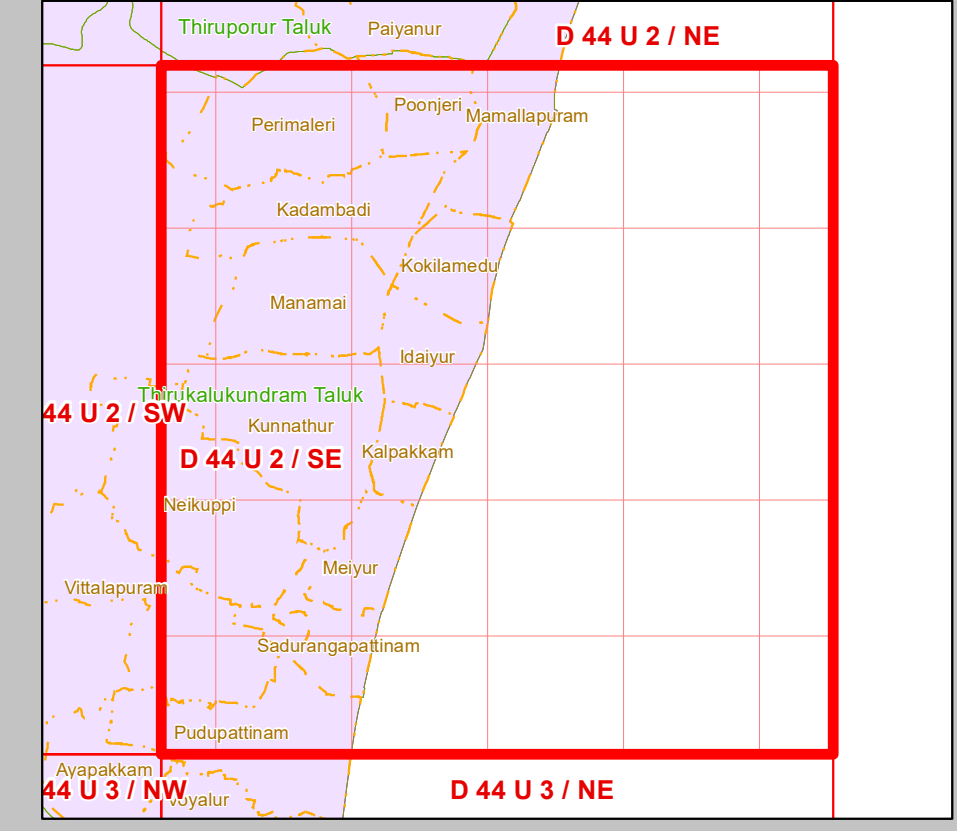 Thiruporur Taluk
Paiyanur
D 44 U 2 / NE
Poonjeri
Mamallapuram
Perimaleri
Kadambadi
Kokilamedu
Manamai
Idaiyur
Thirukalukundram Taluk
44 U 2 / SW
Kunnathur
Kalpakkam
D 44 U 2 / SE
Neikuppi
Meiyur
Vittalapuram
Sadurangapattinam
Pudupattinam
Ayapakkam
44 U 3 / NW
Voyalur
D 44 U 3 / NE